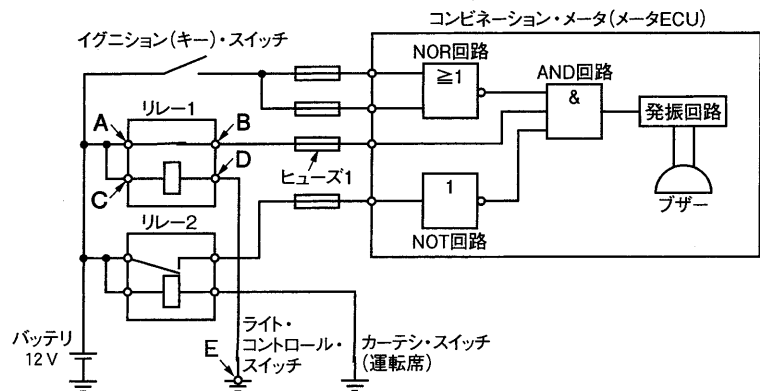 コンビネーション・メータ(メータECU)
イグニション(キー)・スイッチ
NOR回路
≧1
AND回路
&
発振回路
リレー1
A
B
C
D
ヒューズ1
1
NOT回路
ブザー
リレー2
バッテリ
12V
E
ライト・
コントロール・
スイッチ
カーテシ・スイッチ
(運転席)